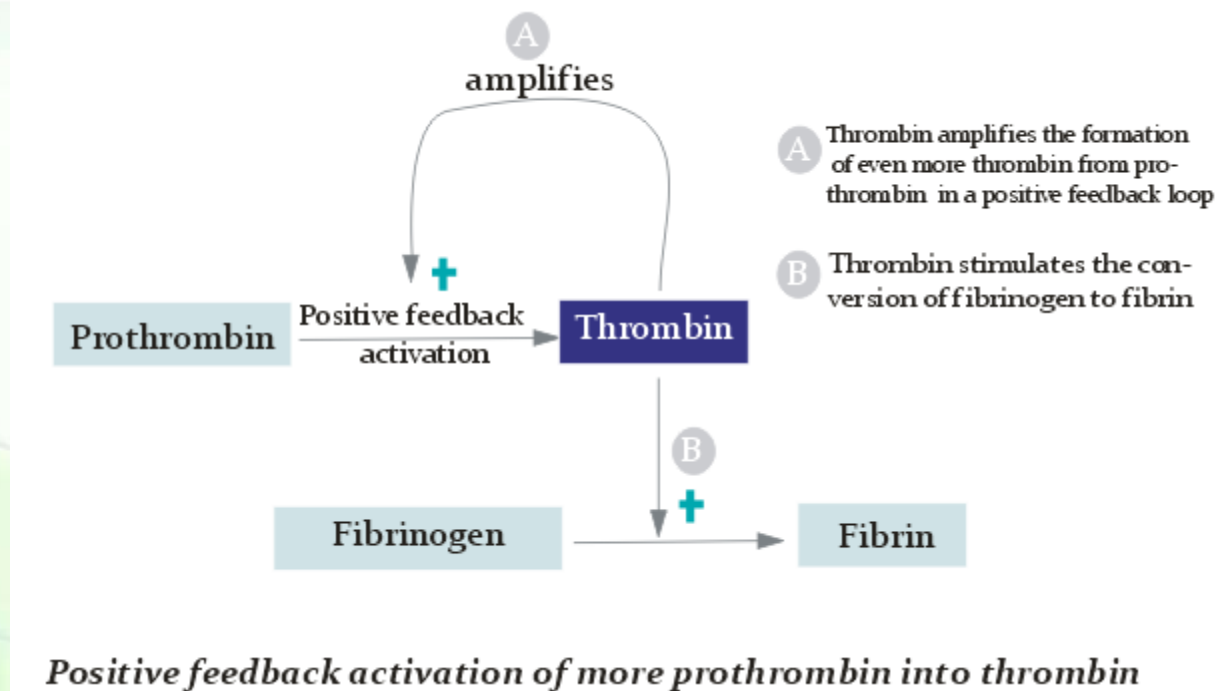 A
amplifies
A
Thrombin amplifies the formation
of even more thrombin from pro-
thrombin in a positive feedback loop
B
Thrombin stimulates the con-
version of fibrinogen to fibrin
Prothrombin
Positive feedback
activation
Thrombin
B
Fibrinogen
Fibrin
Positive feedback activation of more prothrombin into thrombin